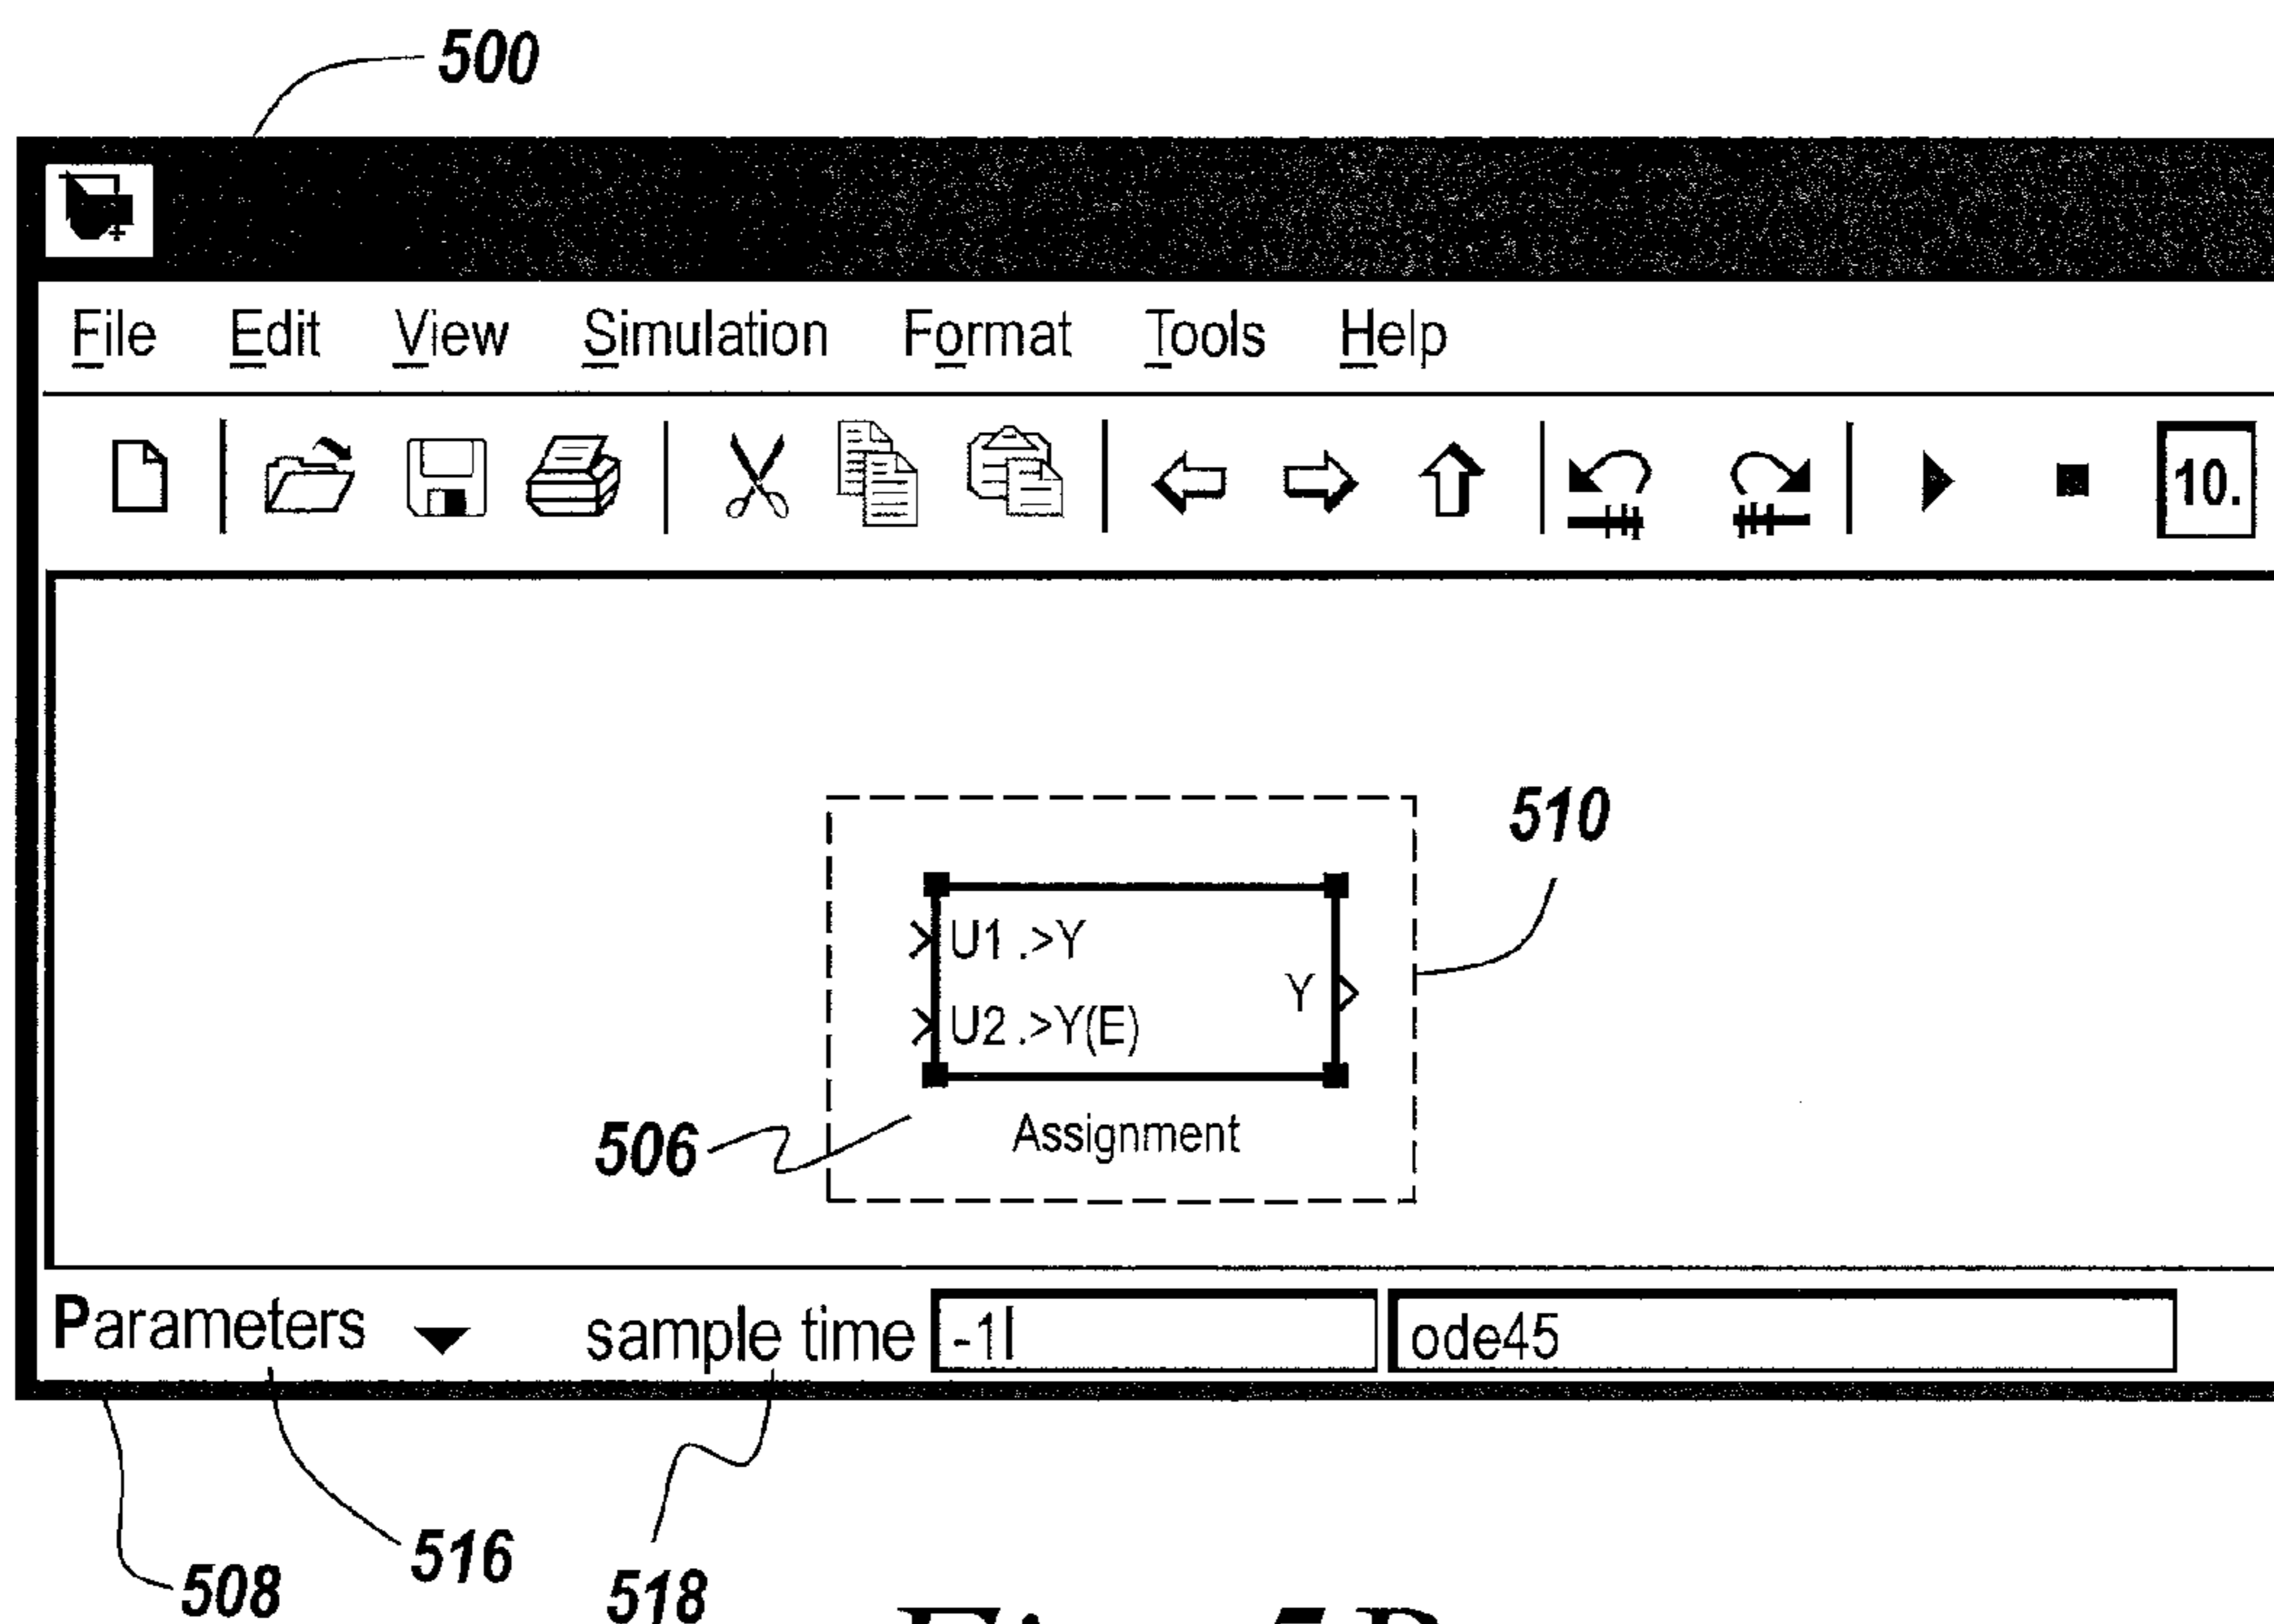 500
File Edit View Simulation Format Tools Help
10.
510
U1 .>Y
Y
U2 .>Y(E)
506
Assignment
Parameters sample time -1 ode45
516
508
518